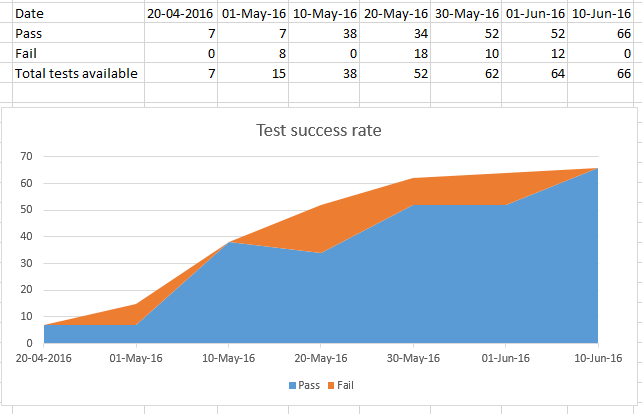 Date 20-04-2016 01-May-16 10-May-16 20-May-16 30-May-16 01-Jun-16 10-Jun-16
Pass 7 7 38 34 52 52 66
Fail 0 8 0 18 10 12 0
Total tests available 7 15 38 52 62 64 66
Test success rate
70
60
50
40
30
20
10
0
20-04-2016 01-May-16 10-May-16 20-May-16 30-May-16 01-Jun-16 10-Jun-16
Pass Fail